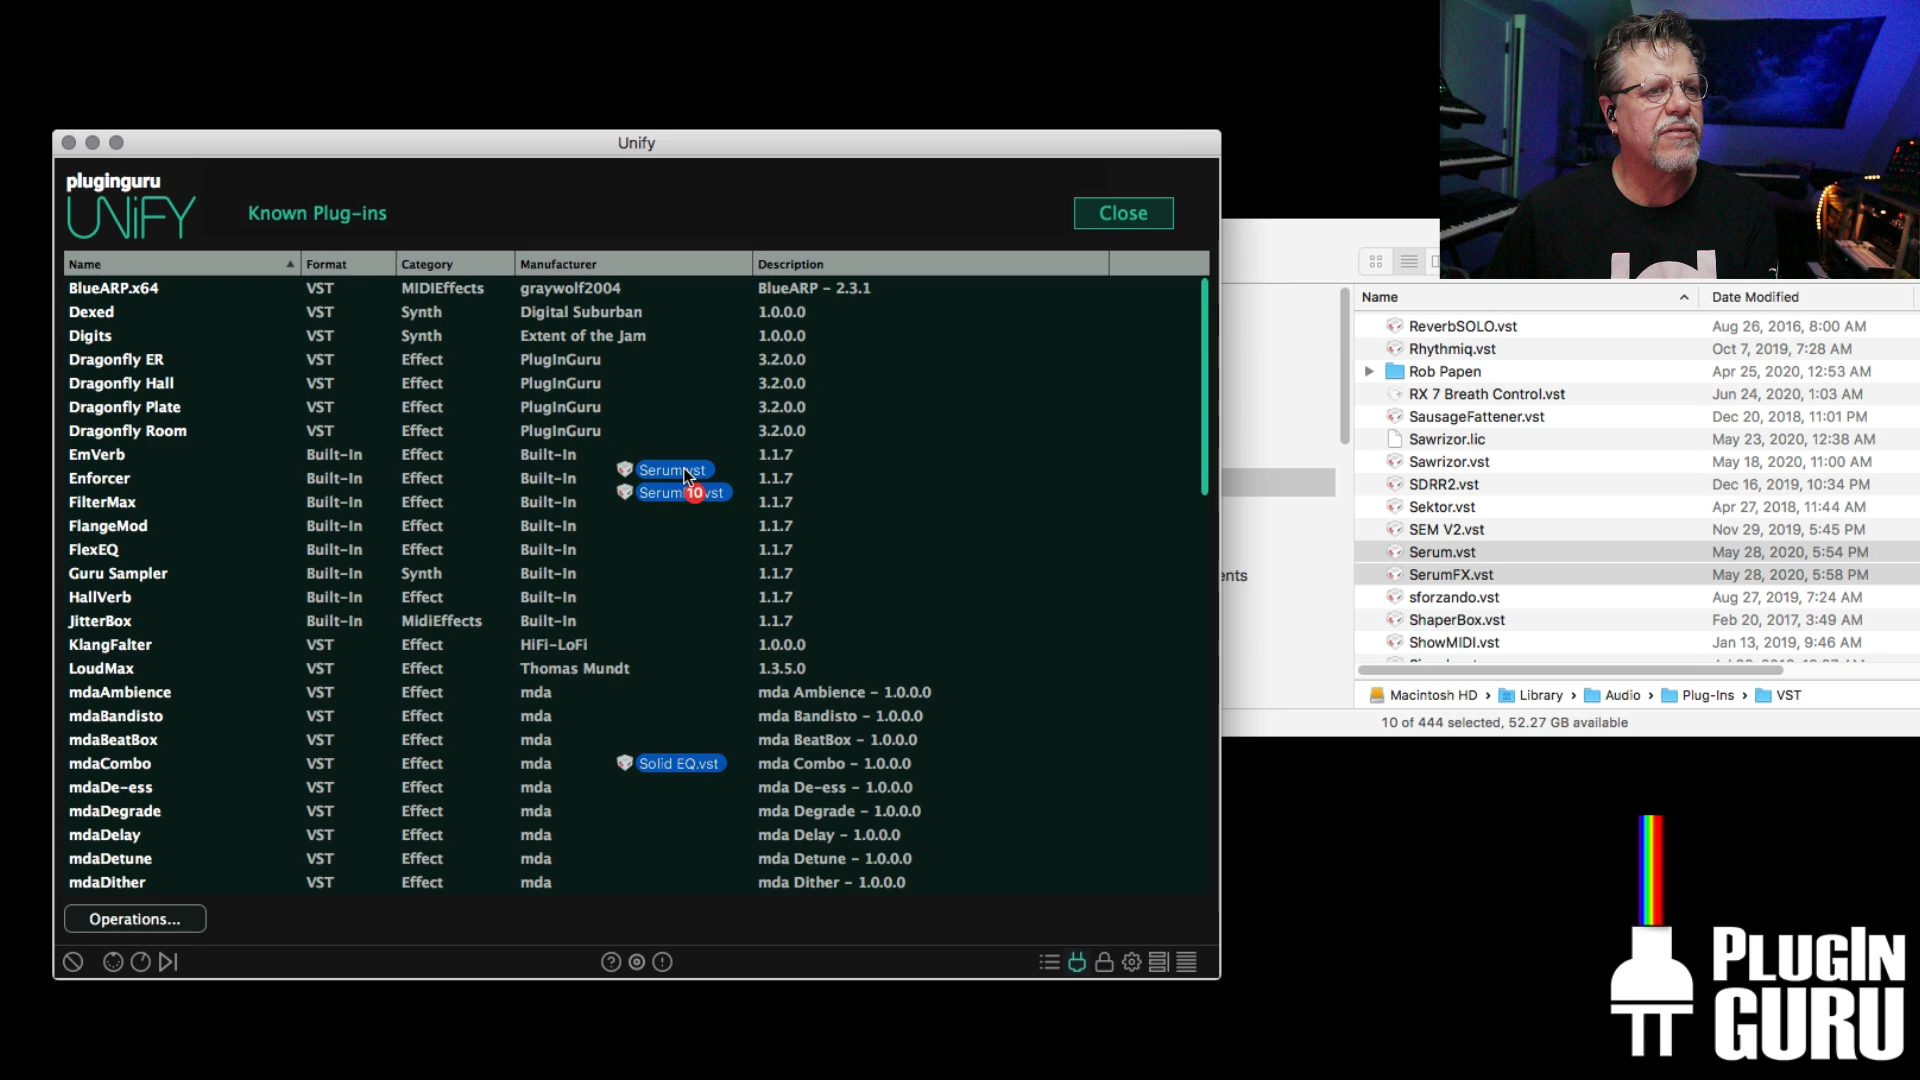 Unify
pluginguru
UNiFY
Known Plug-ins
Close
Name Format Category Manufacturer Description
BlueARP.x64 VST MIDIEffects graywolf2004 BlueARP – 2.3.1
Dexed VST Synth Digital Suburban 1.0.0.0
Digits VST Synth Extent of the Jam 1.0.0.0
Dragonfly ER VST Effect PlugInGuru 3.2.0.0
Dragonfly Hall VST Effect PlugInGuru 3.2.0.0
Dragonfly Plate VST Effect PlugInGuru 3.2.0.0
Dragonfly Room VST Effect PlugInGuru 3.2.0.0
EmVerb Built-In Effect Built-In 1.1.7
Serum.vst
Enforcer Built-In Effect Built-In 1.1.7
10
FilterMax Built-In Effect Built-In 1.1.7
FlangeMod Built-In Effect Built-In 1.1.7
FlexEQ Built-In Effect Built-In 1.1.7
Guru Sampler Built-In Synth Built-In 1.1.7
HallVerb Built-In Effect Built-In 1.1.7
JitterBox Built-In MidiEffects Built-In 1.1.7
KlangFalter VST Effect HiFi-LoFi 1.0.0.0
LoudMax VST Effect Thomas Mundt 1.3.5.0
mdaAmbience VST Effect mda mda Ambience – 1.0.0.0
mdaBandisto VST Effect mda mda Bandisto – 1.0.0.0
mdaBeatBox VST Effect mda mda BeatBox – 1.0.0.0
mdaCombo VST Effect mda Solid EQ.vst mda Combo – 1.0.0.0
mdaDe-ess VST Effect mda mda De-ess – 1.0.0.0
mdaDegrade VST Effect mda mda Degrade – 1.0.0.0
mdaDelay VST Effect mda mda Delay – 1.0.0.0
mdaDetune VST Effect mda mda Detune – 1.0.0.0
mdaDither VST Effect mda mda Dither – 1.0.0.0
Operations...
Name Date Modified
ReverbSOLO.vst Aug 26, 2016, 8:00 AM
Rhythmiq.vst Oct 7, 2019, 7:28 AM
Rob Papen Apr 25, 2020, 12:53 AM
RX 7 Breath Control.vst Jun 24, 2020, 1:03 AM
SausageFattener.vst Dec 20, 2018, 11:01 PM
Sawrizor.lic May 23, 2020, 12:38 AM
Sawrizor.vst May 18, 2020, 11:00 AM
SDRR2.vst Dec 16, 2019, 10:34 PM
Sektor.vst Apr 27, 2018, 11:44 AM
SEM V2.vst Nov 29, 2019, 5:45 PM
Serum.vst May 28, 2020, 5:54 PM
SerumFX.vst May 28, 2020, 5:58 PM
sforzando.vst Aug 27, 2019, 7:24 AM
ShaperBox.vst Feb 20, 2017, 3:49 AM
ShowMIDI.vst Jan 13, 2019, 9:46 AM
ents
Macintosh HD › Library › Audio › Plug-Ins › VST
10 of 444 selected, 52.27 GB available
PLUGIN
GURU